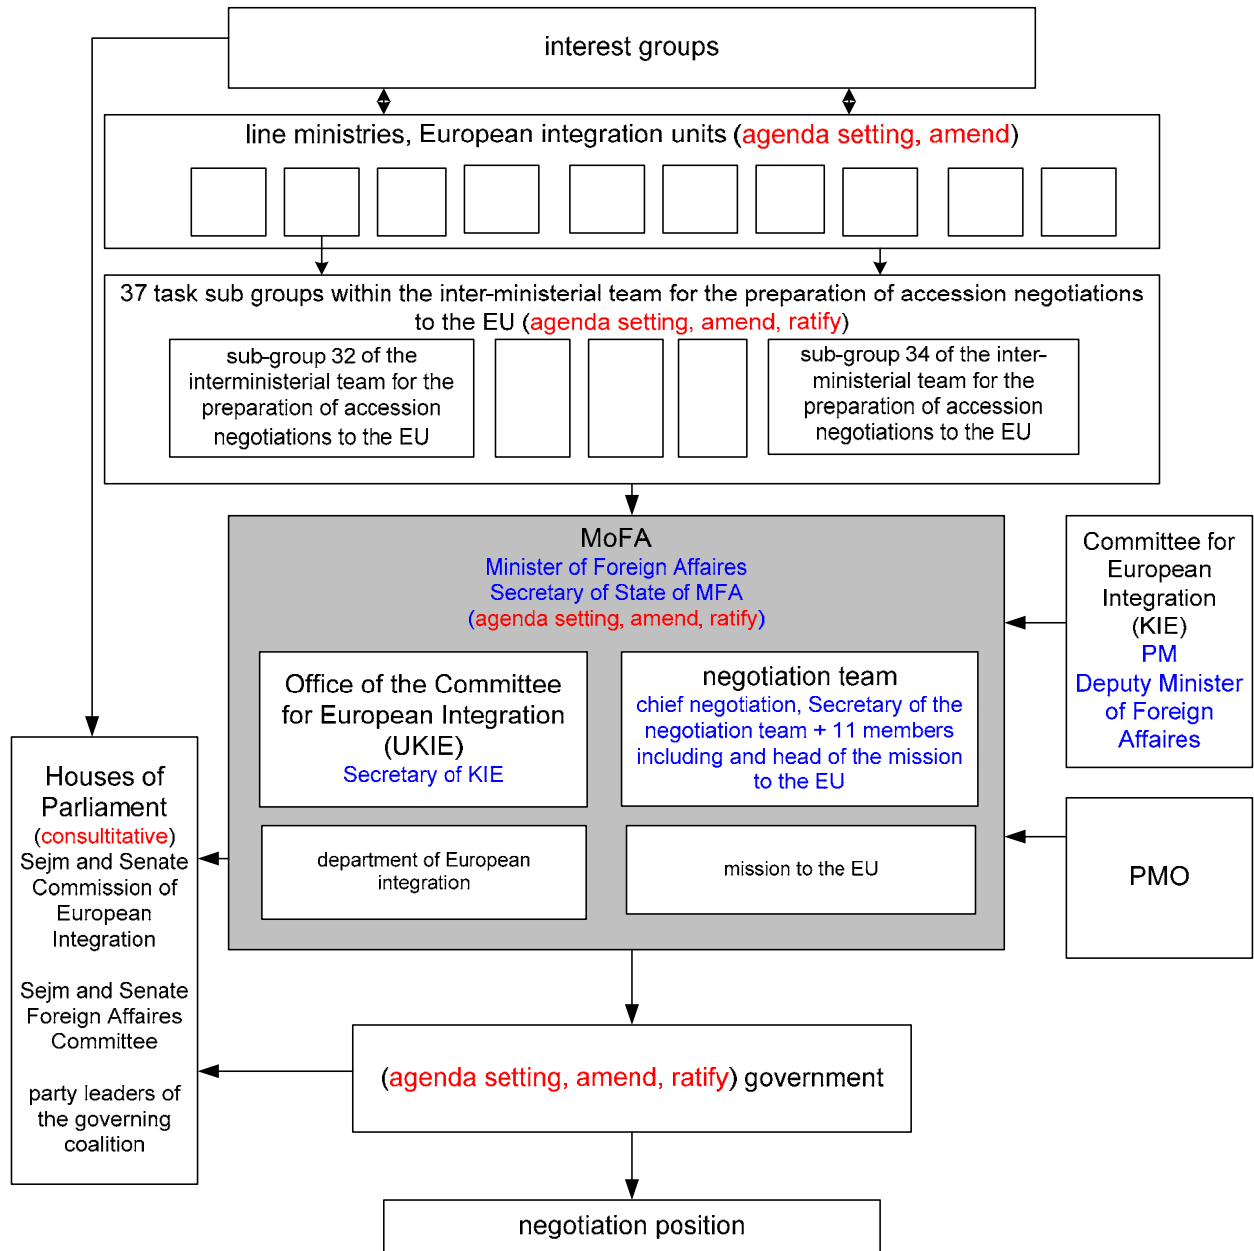 interest groups
line ministries, European integration units (agenda setting, amend)
37 task sub groups within the inter-ministerial team for the preparation of accession negotiations
to the EU (agenda setting, amend, ratify)
sub-group 32 of the
interministerial team for the
preparation of accession
negotiations to the EU
sub-group 34 of the inter-
ministerial team for the
preparation of accession
negotiations to the EU
MoFA
Minister of Foreign Affaires
Secretary of State of MFA
(agenda setting, amend, ratify)
Office of the Committee
for European Integration
(UKIE)
Secretary of KIE
negotiation team
chief negotiation, Secretary of the
negotiation team + 11 members
including and head of the mission
to the EU
department of European
integration
mission to the EU
Committee for
European
Integration
(KIE)
PM
Deputy Minister
of Foreign
Affaires
PMO
Houses of
Parliament
(consultitative)
Sejm and Senate
Commission of
European
Integration
Sejm and Senate
Foreign Affaires
Committee
party leaders of
the governing
coalition
(agenda setting, amend, ratify) government
negotiation position